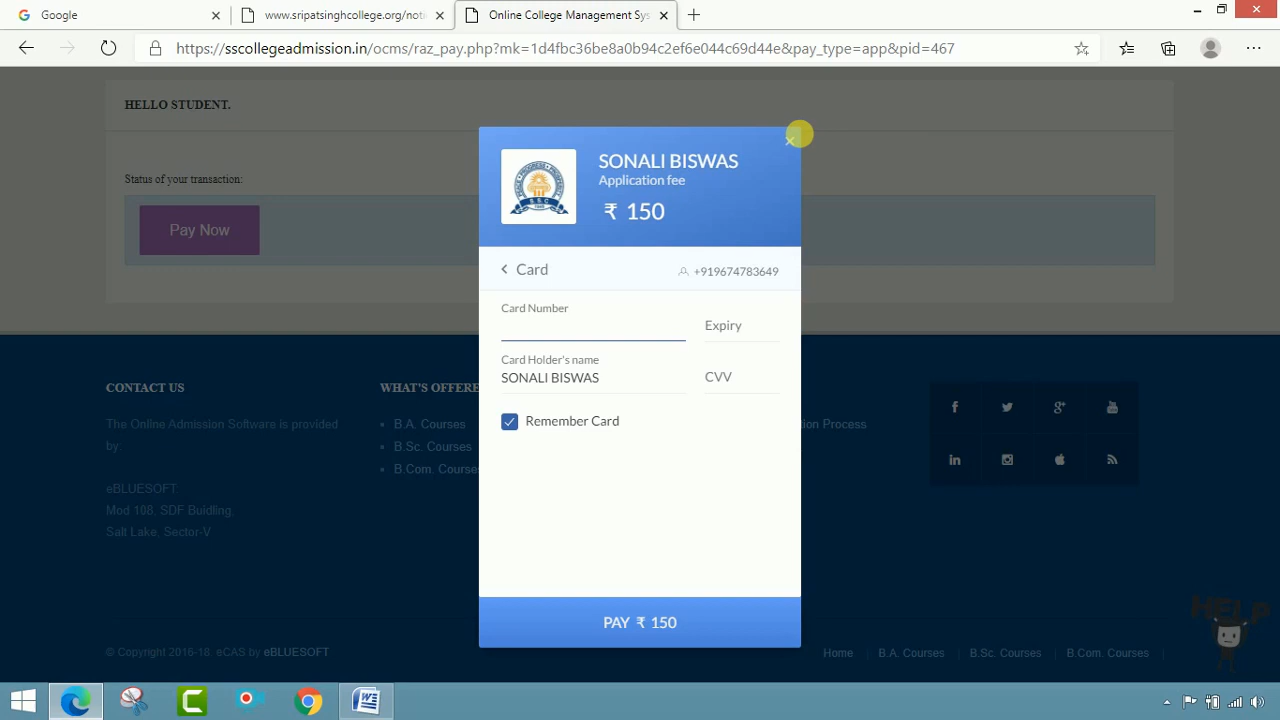 Google
www.sripatsinghcollege.org/not
Online College Management Sy
https://sscollegeadmission.in/ocms/raz_pay.php?mk=1d4fbc36be8a0b94c2ef6e044c69d44e&pay_type=app&pid=467
HELLO STUDENT.
Status of your transaction:
Pay Now
SONALI BISWAS
Application fee
₹ 150
Card
+919674783649
Card Number
Expiry
Card Holder's name
SONALI BISWAS
CVV
Remember Card
PAY ₹ 150
CONTACT US
The Online Admission Software is provided
by:
eBLUESOFT.
Mod 108, SDF Buidling,
Salt Lake, Sector-V
WHAT'S OFFERE
B.A. Courses
B.Sc. Courses
B.Com. Courses
tion Process
© Copyright 2016-18. eCAS by eBLUESOFT
Home | B.A. Courses | B.Sc. Courses | B.Com. Courses |
HELP